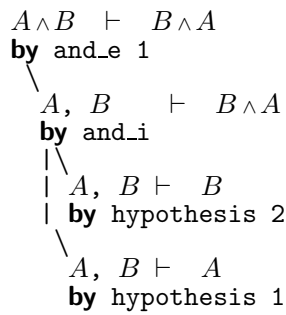 A∧B ⊢ B∧A
by and_e 1
A, B ⊢ B∧A
by and_i
A, B ⊢ B
by hypothesis 2
A, B ⊢ A
by hypothesis 1